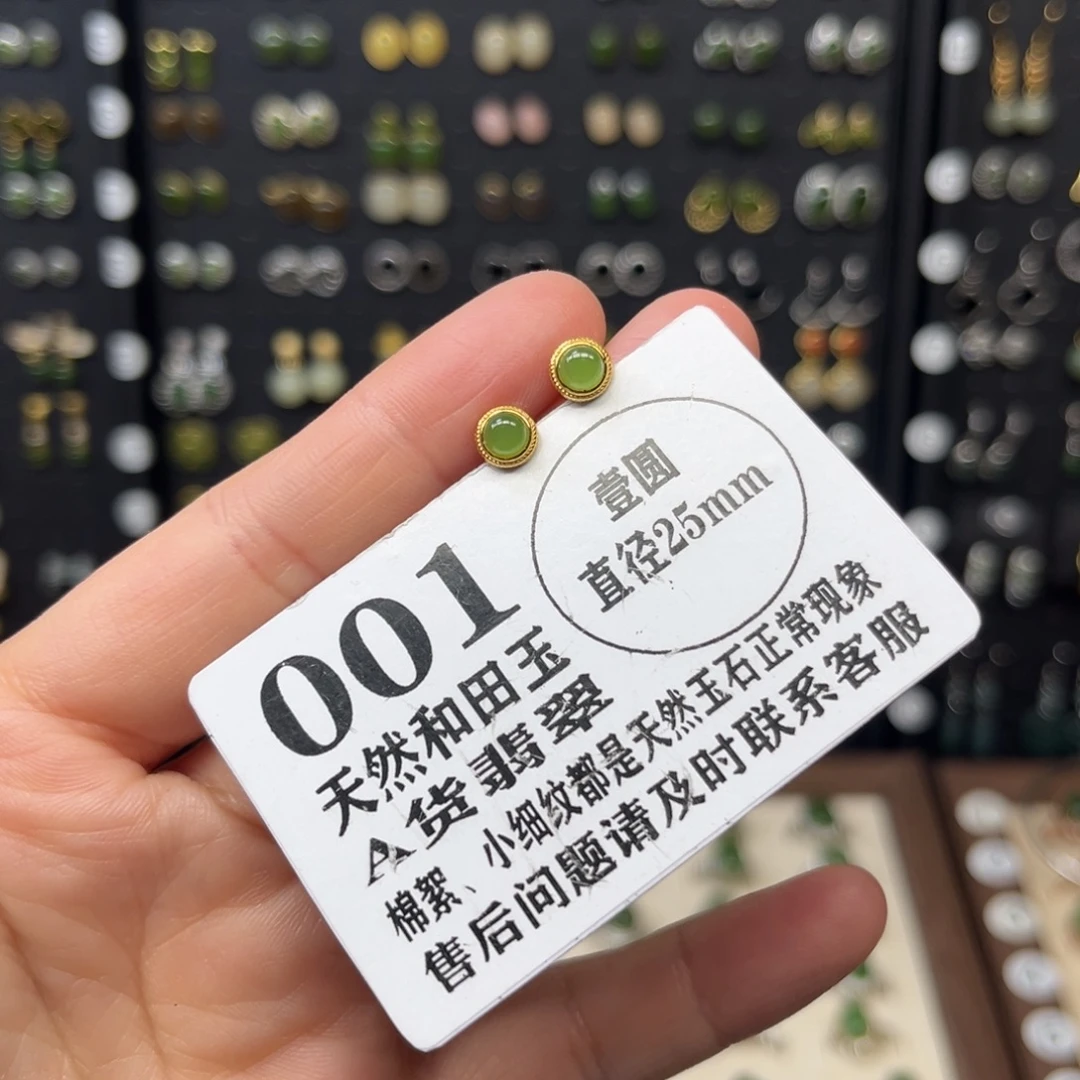 001
壹圆
直径25mm
天然和田玉
A货翡翠
棉絮、小细纹都是天然玉石正常现象
售后问题请及时联系客服